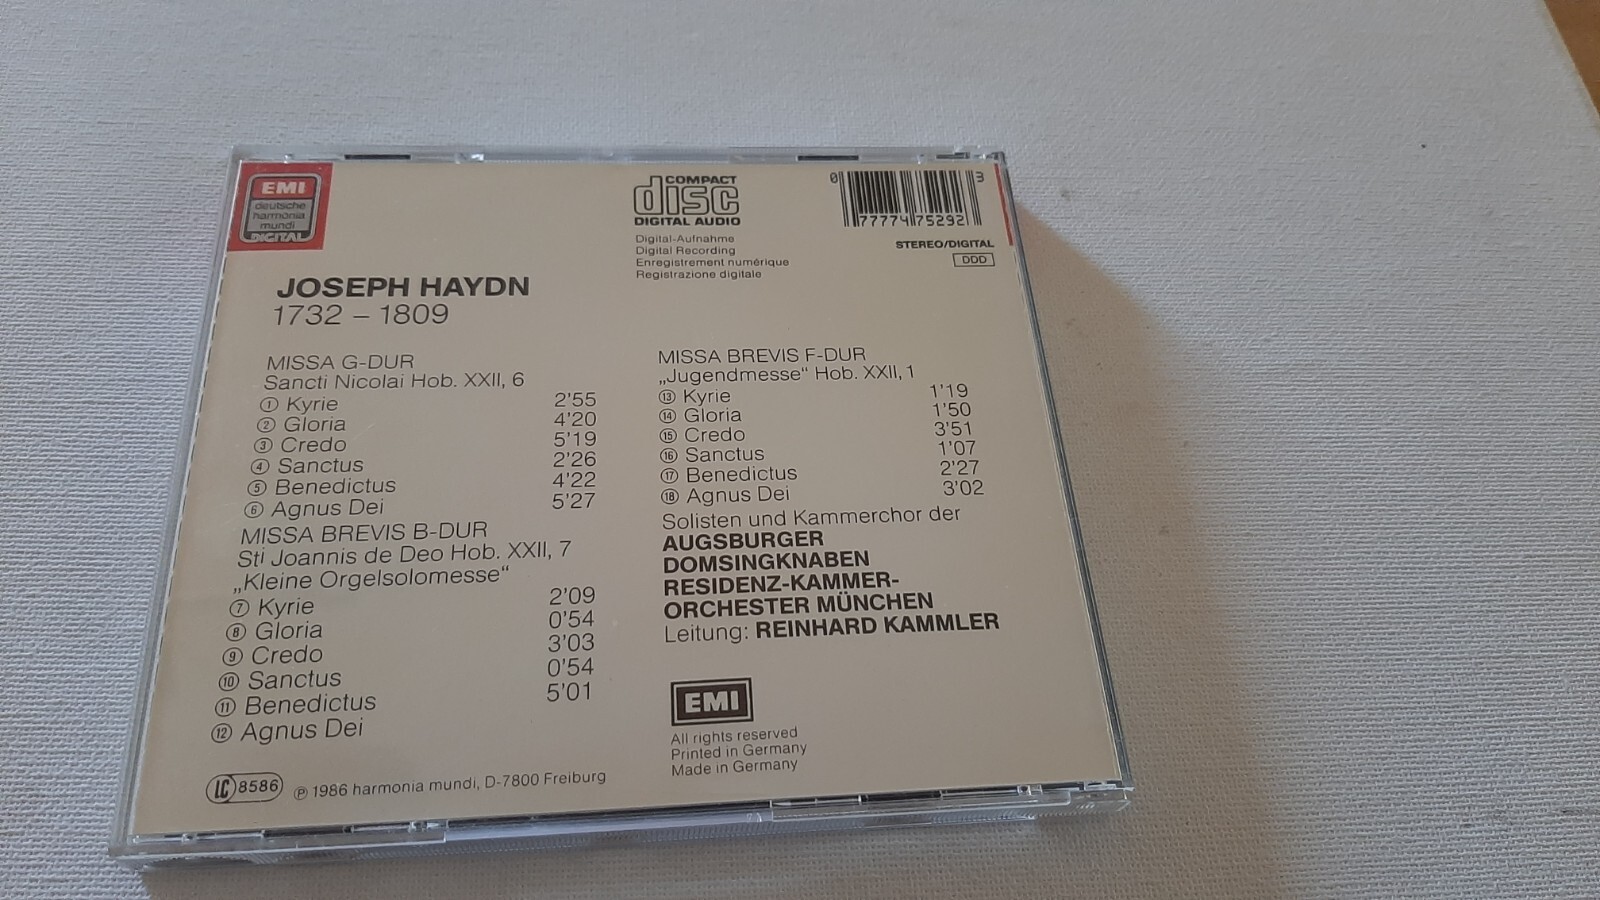 EMI
deutsche
harmonia
mundi
DIGITAL
COMPACT
disc
DIGITAL AUDIO
Digital-Aufnahme
Digital Recording
Enregistrement numérique
Registrazione digitale
0 77774 75292 3
STEREO/DIGITAL
DDD
JOSEPH HAYDN
1732 – 1809
MISSA G-DUR
Sancti Nicolai Hob. XXII, 6
① Kyrie 2'55
② Gloria 4'20
③ Credo 5'19
④ Sanctus 2'26
⑤ Benedictus 4'22
⑥ Agnus Dei 5'27
MISSA BREVIS B-DUR
Sti Joannis de Deo Hob. XXII, 7
„Kleine Orgelsolomesse“
⑦ Kyrie 2'09
⑧ Gloria 0'54
⑨ Credo 3'03
⑩ Sanctus 0'54
⑪ Benedictus 5'01
⑫ Agnus Dei
MISSA BREVIS F-DUR
„Jugendmesse“ Hob. XXII, 1
⑬ Kyrie 1'19
⑭ Gloria 1'50
⑮ Credo 3'51
⑯ Sanctus 1'07
⑰ Benedictus 2'27
⑱ Agnus Dei 3'02
Solisten und Kammerchor der
AUGSBURGER
DOMSINGKNABEN
RESIDENZ-KAMMER-
ORCHESTER MÜNCHEN
Leitung: REINHARD KAMMLER
EMI
All rights reserved
Printed in Germany
Made in Germany
LC 8586
℗ 1986 harmonia mundi, D-7800 Freiburg